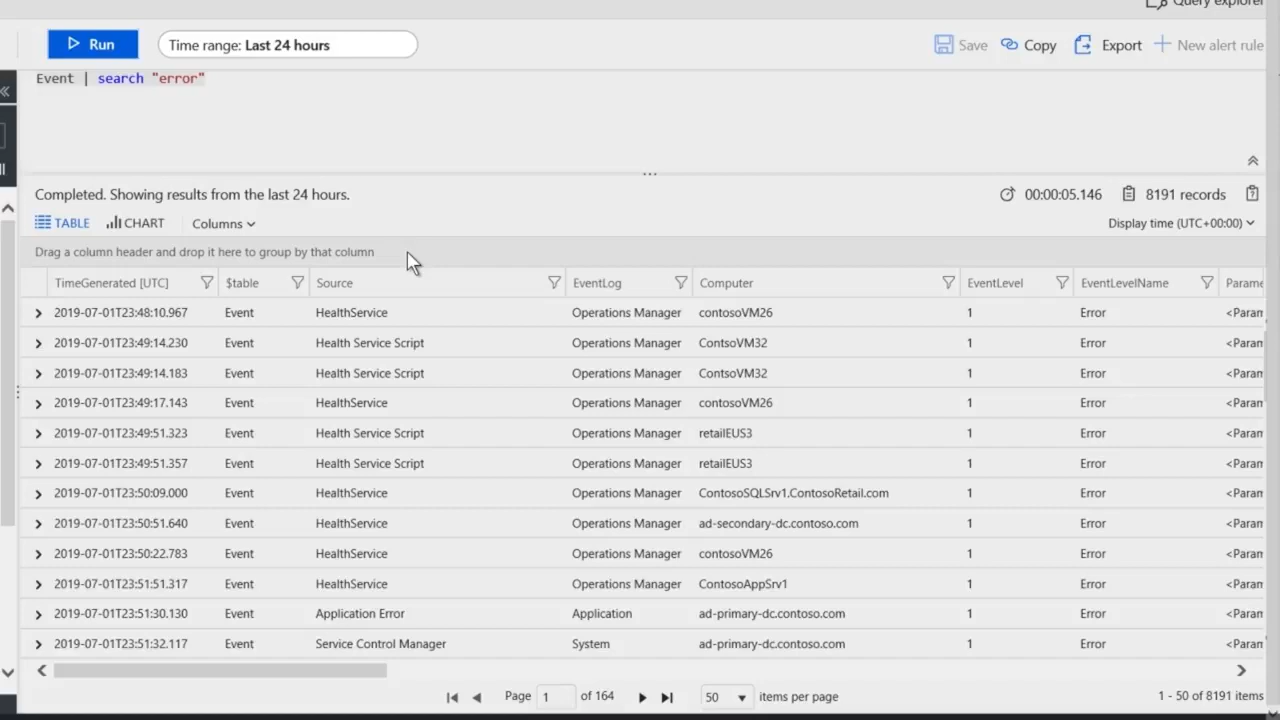 Query explorer
Run
Time range: Last 24 hours
Save Copy Export New alert rule
Event | search "error"
Completed. Showing results from the last 24 hours.
00:00:05.146 8191 records
TABLE CHART Columns
Display time (UTC+00:00)
Drag a column header and drop it here to group by that column
TimeGenerated [UTC] $table Source EventLog Computer EventLevel EventLevelName Parame
2019-07-01T23:48:10.967 Event HealthService Operations Manager contosoVM26 1 Error <Param
2019-07-01T23:49:14.230 Event Health Service Script Operations Manager ContsoVM32 1 Error <Param
2019-07-01T23:49:14.183 Event Health Service Script Operations Manager ContsoVM32 1 Error <Param
2019-07-01T23:49:17.143 Event HealthService Operations Manager contosoVM26 1 Error <Param
2019-07-01T23:49:51.323 Event Health Service Script Operations Manager retailEUS3 1 Error <Param
2019-07-01T23:49:51.357 Event Health Service Script Operations Manager retailEUS3 1 Error <Param
2019-07-01T23:50:09.000 Event HealthService Operations Manager ContosoSQLSrv1.ContosoRetail.com 1 Error <Param
2019-07-01T23:50:51.640 Event HealthService Operations Manager ad-secondary-dc.contoso.com 1 Error <Param
2019-07-01T23:50:22.783 Event HealthService Operations Manager contosoVM26 1 Error <Param
2019-07-01T23:51:51.317 Event HealthService Operations Manager ContosoAppSrv1 1 Error <Param
2019-07-01T23:51:30.130 Event Application Error Application ad-primary-dc.contoso.com 1 Error <Param
2019-07-01T23:51:32.117 Event Service Control Manager System ad-primary-dc.contoso.com 1 Error <Param
Page 1 of 164 50 items per page
1 - 50 of 8191 items